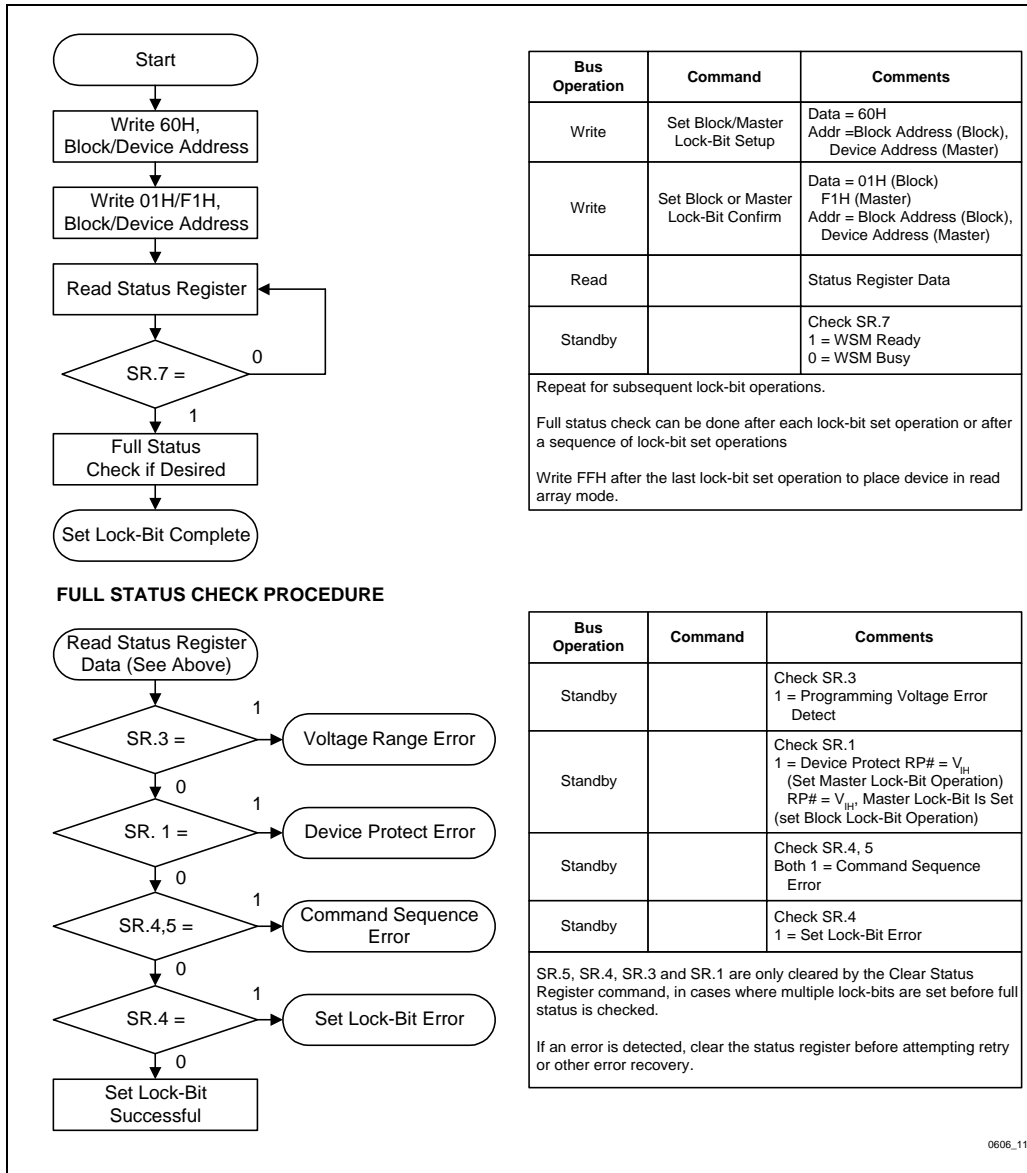 Start
Write 60H,
Block/Device Address
Write 01H/F1H,
Block/Device Address
Read Status Register
SR.7 =
0
1
Full Status
Check if Desired
Set Lock-Bit Complete
Bus
Operation
Command
Comments
Write
Set Block/Master
Lock-Bit Setup
Data = 60H
Addr =Block Address (Block),
Device Address (Master)
Write
Set Block or Master
Lock-Bit Confirm
Data = 01H (Block)
F1H (Master)
Addr = Block Address (Block),
Device Address (Master)
Read
Status Register Data
Standby
Check SR.7
1 = WSM Ready
0 = WSM Busy
Repeat for subsequent lock-bit operations.
Full status check can be done after each lock-bit set operation or after
a sequence of lock-bit set operations
Write FFH after the last lock-bit set operation to place device in read
array mode.
FULL STATUS CHECK PROCEDURE
Read Status Register
Data (See Above)
SR.3 =
1
Voltage Range Error
0
SR. 1 =
1
Device Protect Error
0
SR.4,5 =
1
Command Sequence
Error
0
SR.4 =
1
Set Lock-Bit Error
0
Set Lock-Bit
Successful
Bus
Operation
Command
Comments
Standby
Check SR.3
1 = Programming Voltage Error
Detect
Standby
Check SR.1
1 = Device Protect RP# = VIH
(Set Master Lock-Bit Operation)
RP# = VIH, Master Lock-Bit Is Set
(set Block Lock-Bit Operation)
Standby
Check SR.4, 5
Both 1 = Command Sequence
Error
Standby
Check SR.4
1 = Set Lock-Bit Error
SR.5, SR.4, SR.3 and SR.1 are only cleared by the Clear Status
Register command, in cases where multiple lock-bits are set before full
status is checked.
If an error is detected, clear the status register before attempting retry
or other error recovery.
0606_11